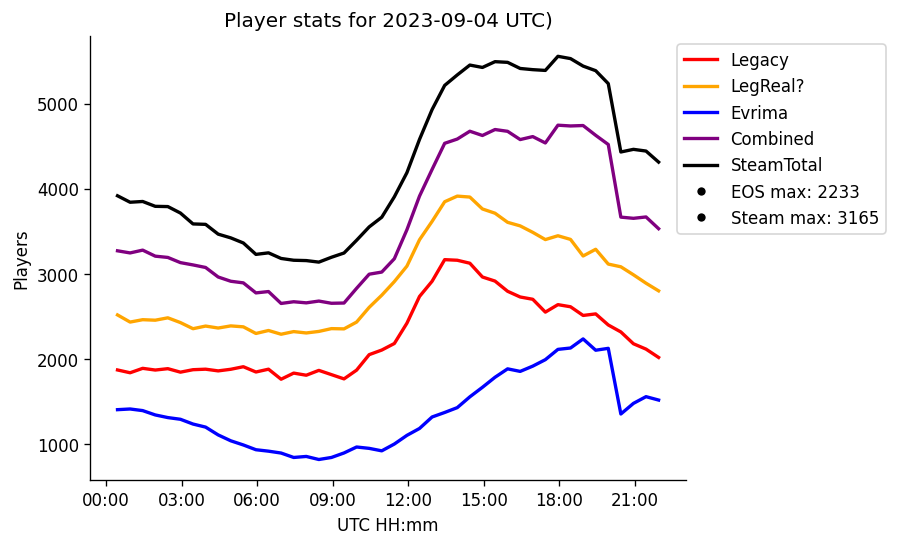 Player stats for 2023-09-04 UTC)
Legacy
LegReal?
Evrima
Combined
SteamTotal
EOS max: 2233
Steam max: 3165
Players
5000
4000
3000
2000
1000
00:00 03:00 06:00 09:00 12:00 15:00 18:00 21:00
UTC HH:mm